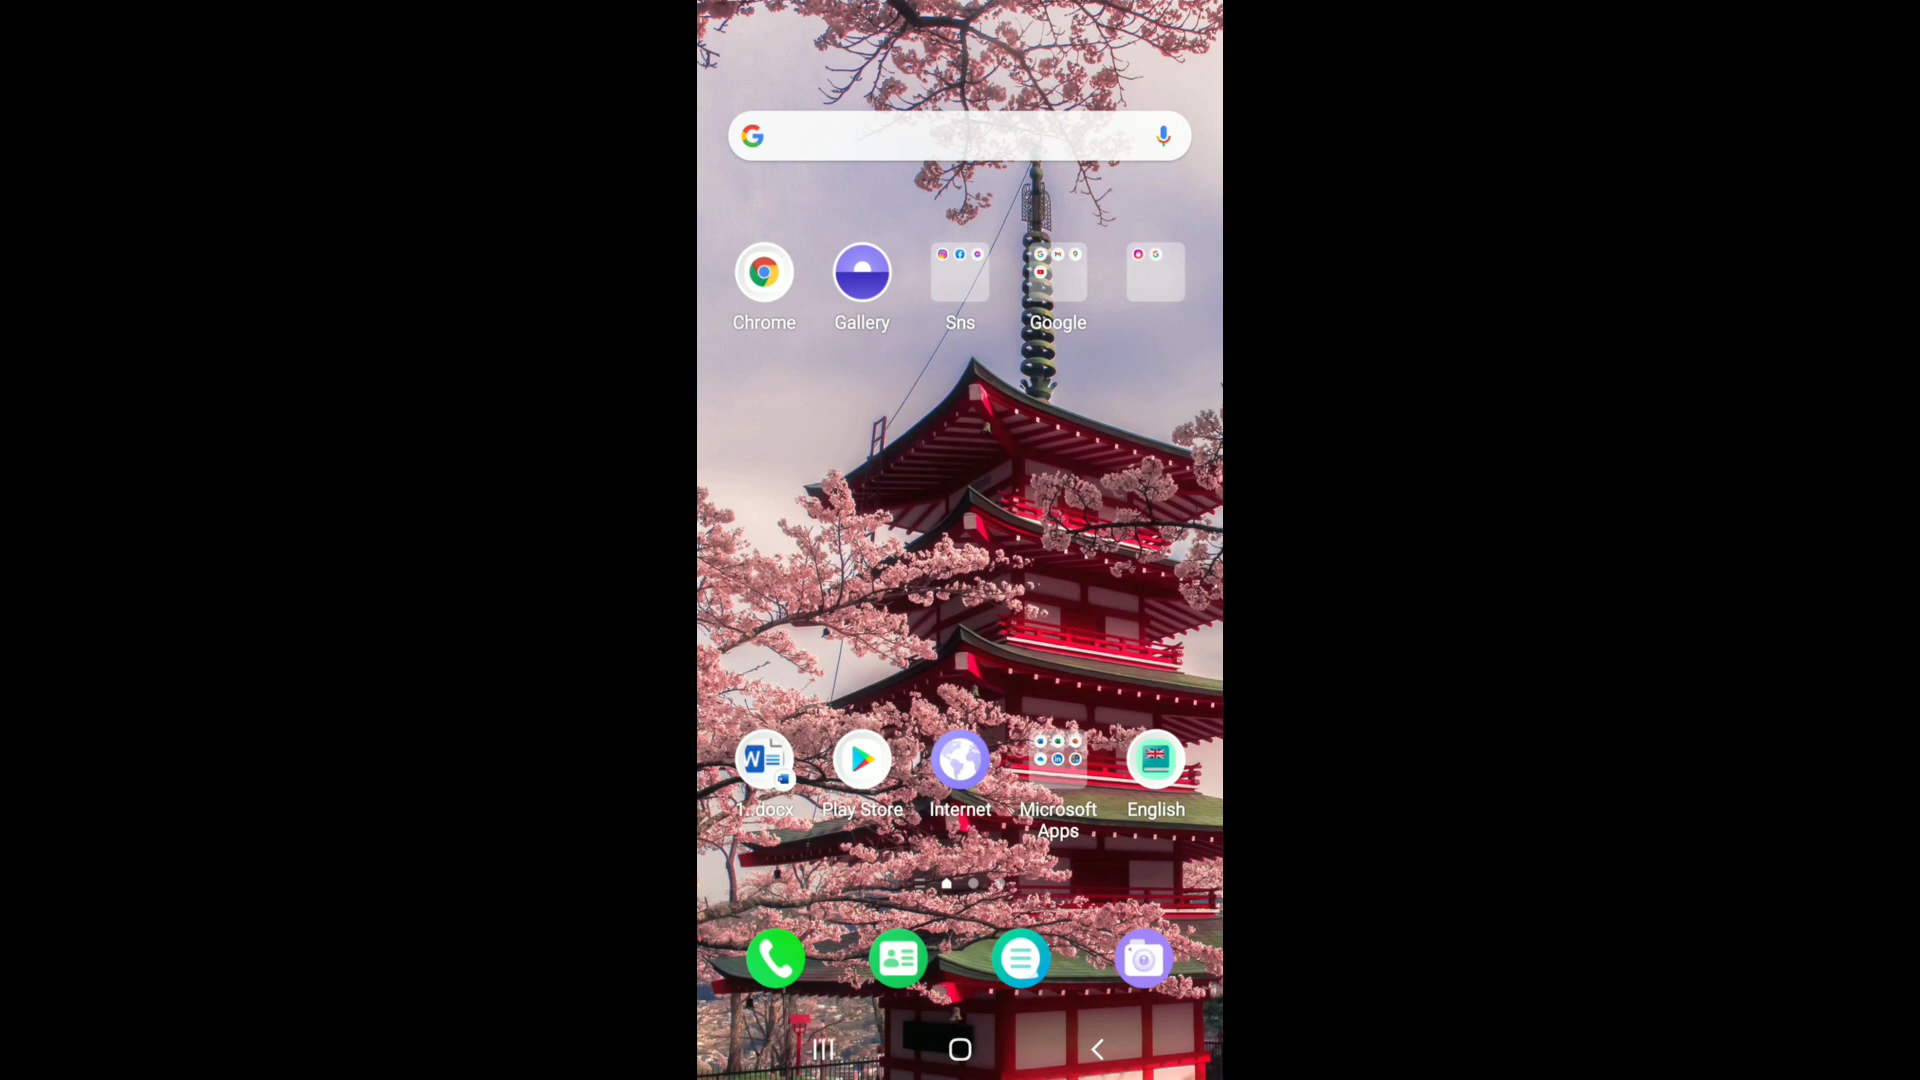 Chrome
Gallery
Sns
Google
1...docx
Play Store
Internet
Microsoft
Apps
English